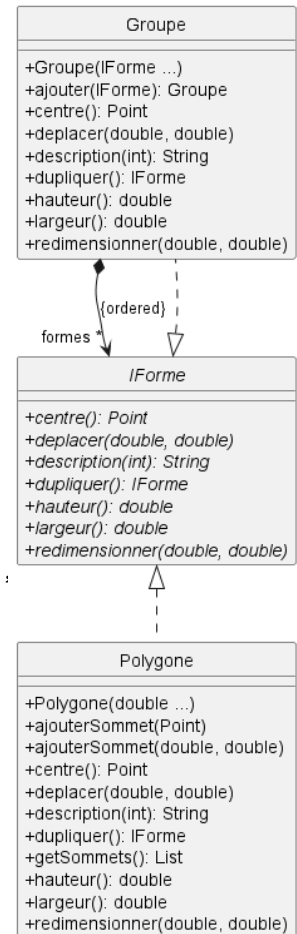 Groupe
+Groupe(IForme ...)
+ajouter(IForme): Groupe
+centre(): Point
+deplacer(double, double)
+description(int): String
+dupliquer(): IForme
+hauteur(): double
+largeur(): double
+redimensionner(double, double)
{ordered}
formes *
IForme
+centre(): Point
+deplacer(double, double)
+description(int): String
+dupliquer(): IForme
+hauteur(): double
+largeur(): double
+redimensionner(double, double)
Polygone
+Polygone(double ...)
+ajouterSommet(Point)
+ajouterSommet(double, double)
+centre(): Point
+deplacer(double, double)
+description(int): String
+dupliquer(): IForme
+getSommets(): List
+hauteur(): double
+largeur(): double
+redimensionner(double, double)